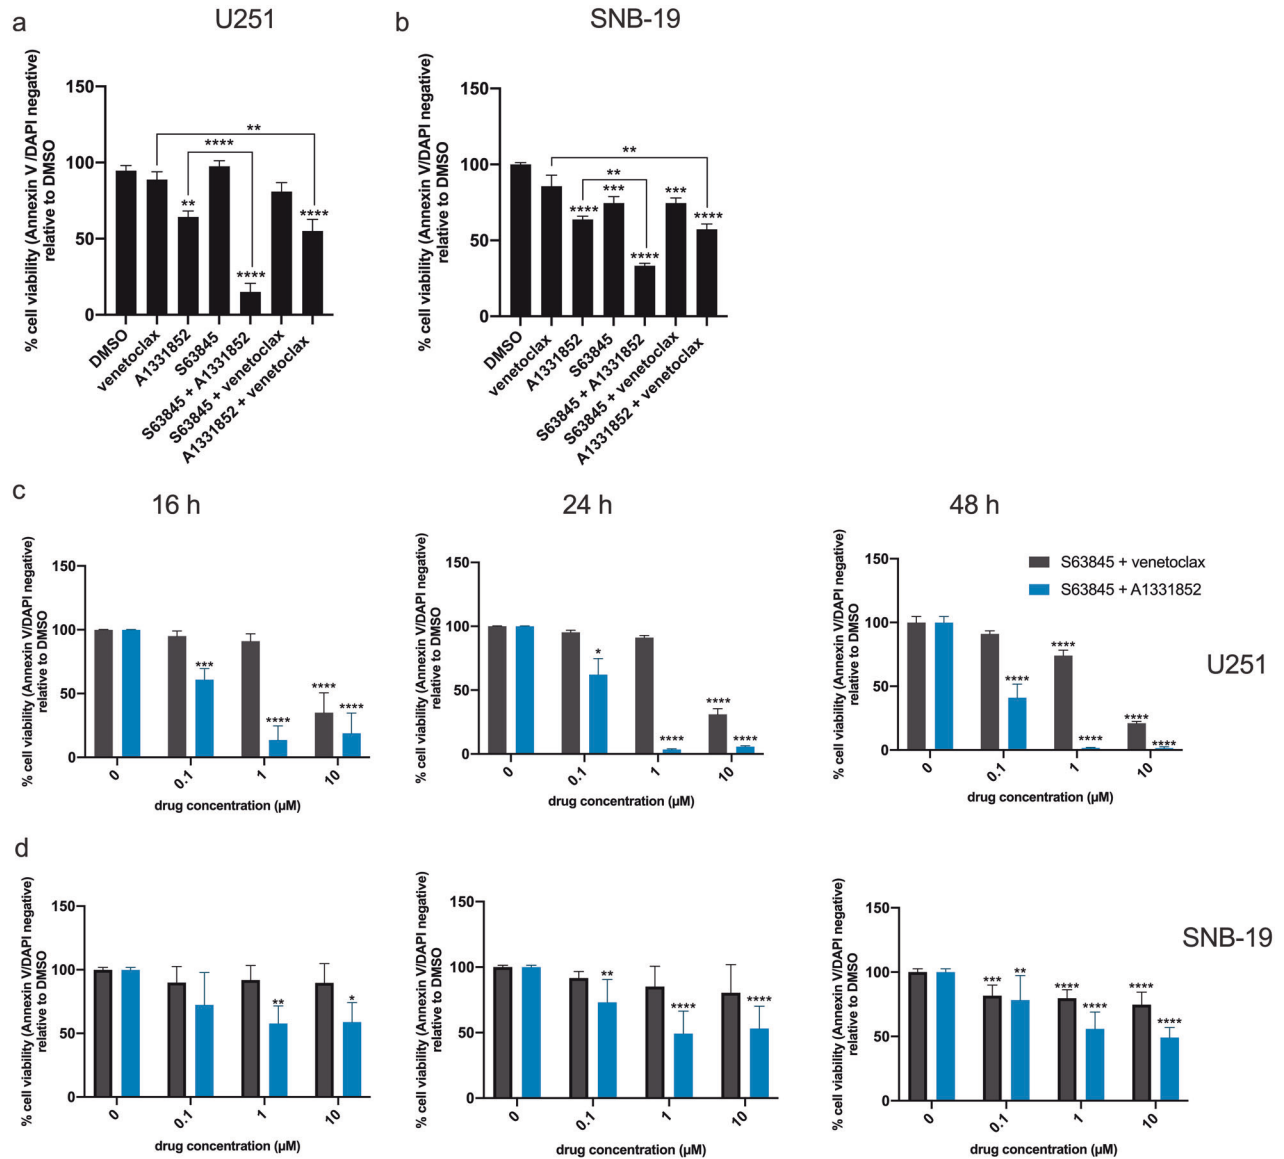 a
U251
% cell viability (Annexin V /DAPI negative)
relative to DMSO
150
100
50
0
**
****
**
****
****
DMSO
venetoclax
A1331852
S63845
S63845 + A1331852
S63845 + venetoclax
A1331852 + venetoclax
b
SNB-19
% cell viability (Annexin V/DAPI negative)
relative to DMSO
150
100
50
0
**
**
****
***
****
***
****
DMSO
venetoclax
A1331852
S63845
S63845 + A1331852
S63845 + venetoclax
A1331852 + venetoclax
c
16 h
% cell viability (Annexin V/DAPI negative)
relative to DMSO
150
100
50
0
***
****
****
****
0
0.1
1
10
drug concentration (µM)
24 h
% cell viability (Annexin V/DAPI negative)
relative to DMSO
150
100
50
0
*
****
****
****
0
0.1
1
10
drug concentration (µM)
48 h
% cell viability (Annexin V/DAPI negative)
relative to DMSO
150
100
50
0
****
****
****
****
****
0
0.1
1
10
drug concentration (µM)
S63845 + venetoclax
S63845 + A1331852
U251
d
% cell viability (Annexin V/DAPI negative)
relative to DMSO
150
100
50
0
**
*
0
0.1
1
10
drug concentration (µM)
% cell viability (Annexin V/DAPI negative)
relative to DMSO
150
100
50
0
**
****
****
0
0.1
1
10
drug concentration (µM)
% cell viability (Annexin V/DAPI negative)
relative to DMSO
150
100
50
0
***
**
****
****
****
****
0
0.1
1
10
drug concentration (µM)
SNB-19